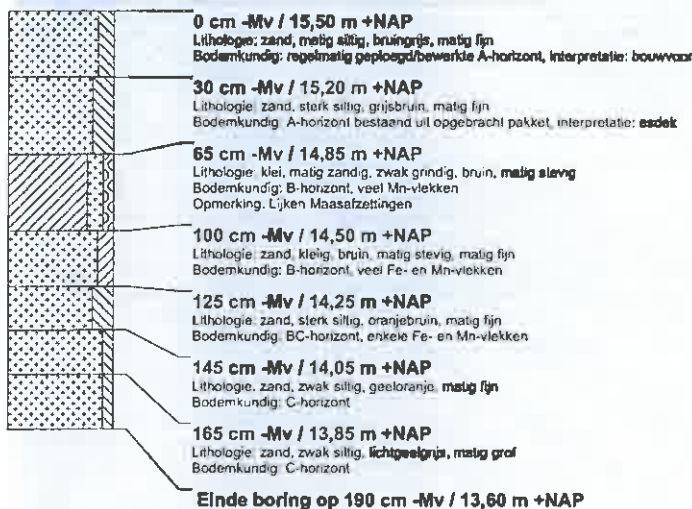 0 cm -Mv / 15,50 m +NAP
Lithologie: zand, matig siltig, bruingrijs, matig fijn
Bodemkundig: regelmatig geploegd/bewerkte A-horizont, interpretatie: bouwvoor
30 cm -Mv / 15,20 m +NAP
Lithologie: zand, sterk siltig, grijsbruin, matig fijn
Bodemkundig: A-horizont bestaand uit opgebracht pakket, interpretatie: esdek
65 cm -Mv / 14,85 m +NAP
Lithologie: klei, matig zandig, zwak grindig, bruin, matig stevig
Bodemkundig: B-horizont, veel Mn-vlekken
Opmerking: Lijken Maasafzettingen
100 cm -Mv / 14,50 m +NAP
Lithologie: zand, kleiig, bruin, matig stevig, matig fijn
Bodemkundig: B-horizont, veel Fe- en Mn-vlekken
125 cm -Mv / 14,25 m +NAP
Lithologie: zand, sterk siltig, oranjebruin, matig fijn
Bodemkundig: BC-horizont, enkele Fe- en Mn-vlekken
145 cm -Mv / 14,05 m +NAP
Lithologie: zand, zwak siltig, geeloranje, matig fijn
Bodemkundig: C-horizont
165 cm -Mv / 13,85 m +NAP
Lithologie: zand, zwak siltig, lichtgeelgrijs, matig grof
Bodemkundig: C-horizont
Einde boring op 190 cm -Mv / 13,60 m +NAP